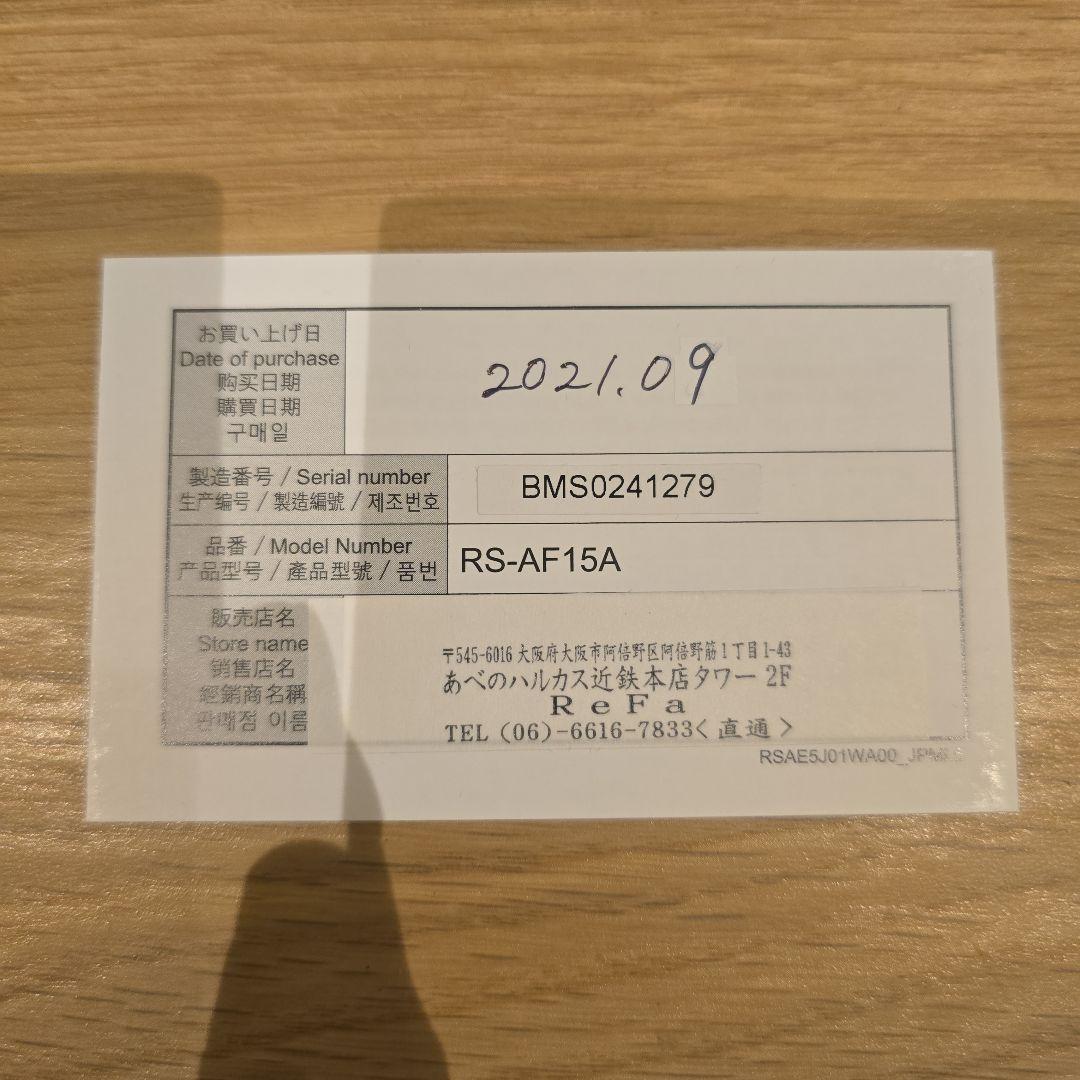 お買い上げ日
Date of purchase
购买日期
購買日期
구매일
2021.09
製造番号 / Serial number
生产编号 / 製造編號 / 제조번호
BMS0241279
品番 / Model Number
产品型号 / 產品型號 / 품번
RS-AF15A
販売店名
Store name
销售店名
經銷商名稱
판매점 이름
〒545-6016 大阪府大阪市阿倍野区阿倍野筋1丁目1-43
あべのハルカス近鉄本店タワー 2F
ReFa
TEL (06)-6616-7833< 直通 >